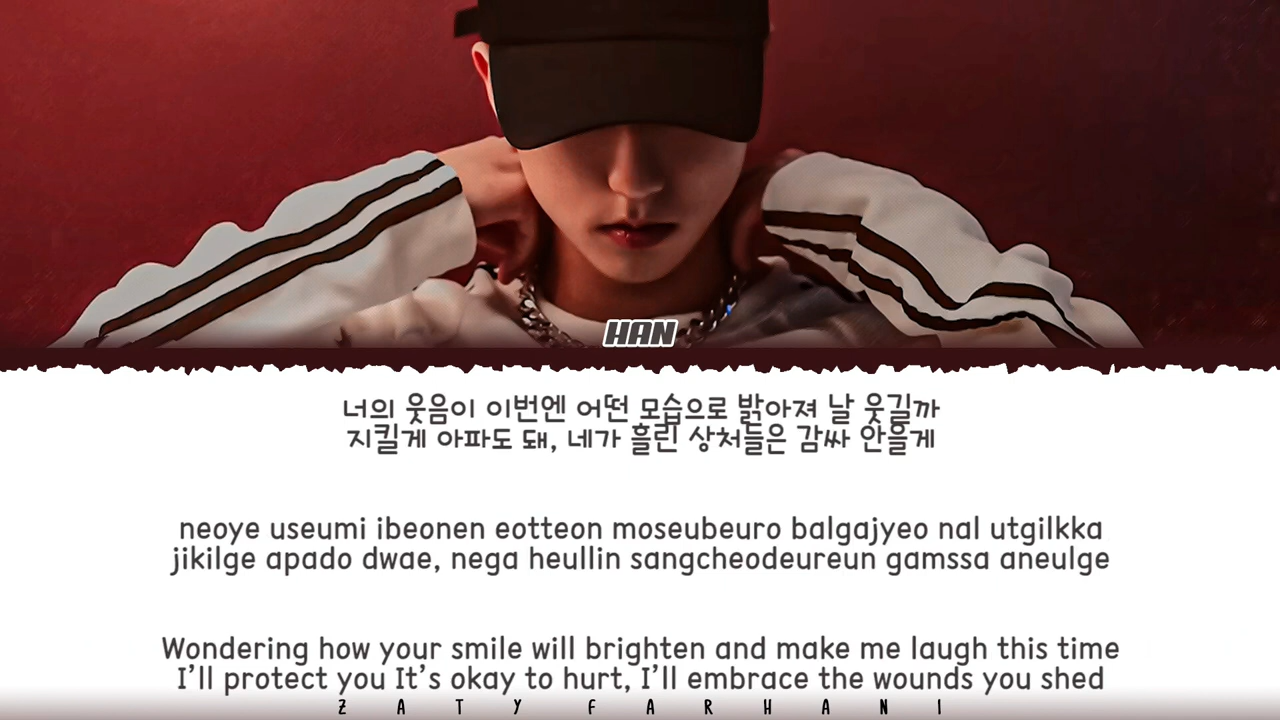 HAN
너의 웃음이 이번엔 어떤 모습으로 밝아져 날 웃길까
지킬게 아파도 돼, 네가 흘린 상처들은 감싸 안을게
neoye useumi ibeonen eotteon moseubeuro balgajyeo nal utgilkka
jikilge apado dwae, nega heullin sangcheodeureun gamssa aneulge
Wondering how your smile will brighten and make me laugh this time
I'll protect you It's okay to hurt, I'll embrace the wounds you shed
ZATY FARHANI